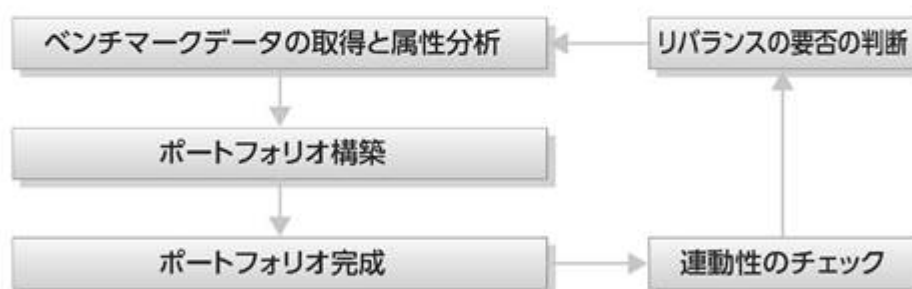 ベンチマークデータの取得と属性分析
リバランスの要否の判断
ポートフォリオ構築
ポートフォリオ完成
連動性のチェック